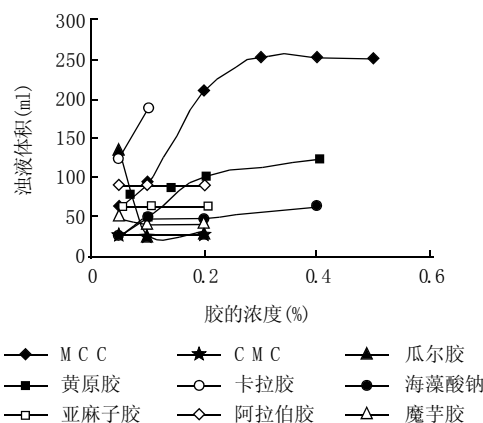 300
250
200
150
100
50
0
浊液体积(ml)
0 0.2 0.4 0.6
胶的浓度(%)
MCC CMC 瓜尔胶
黄原胶 卡拉胶 海藻酸钠
亚麻子胶 阿拉伯胶 魔芋胶